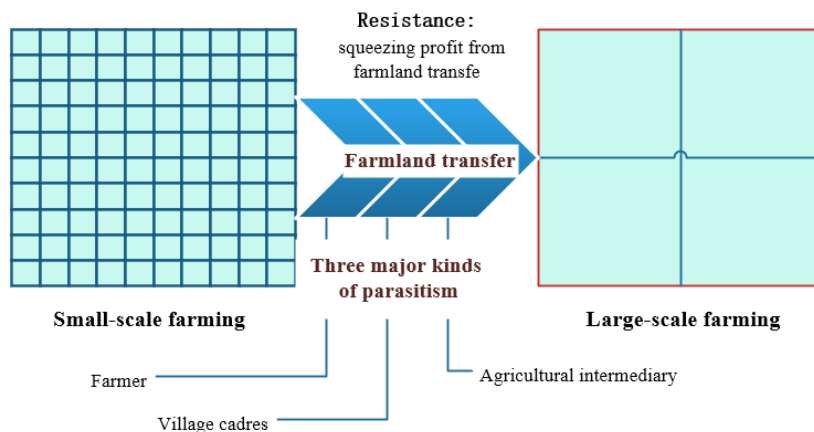 Resistance:
squeezing profit from
farmland transfe
Farmland transfer
Three major kinds
of parasitism
Small-scale farming
Large-scale farming
Farmer
Agricultural intermediary
Village cadres